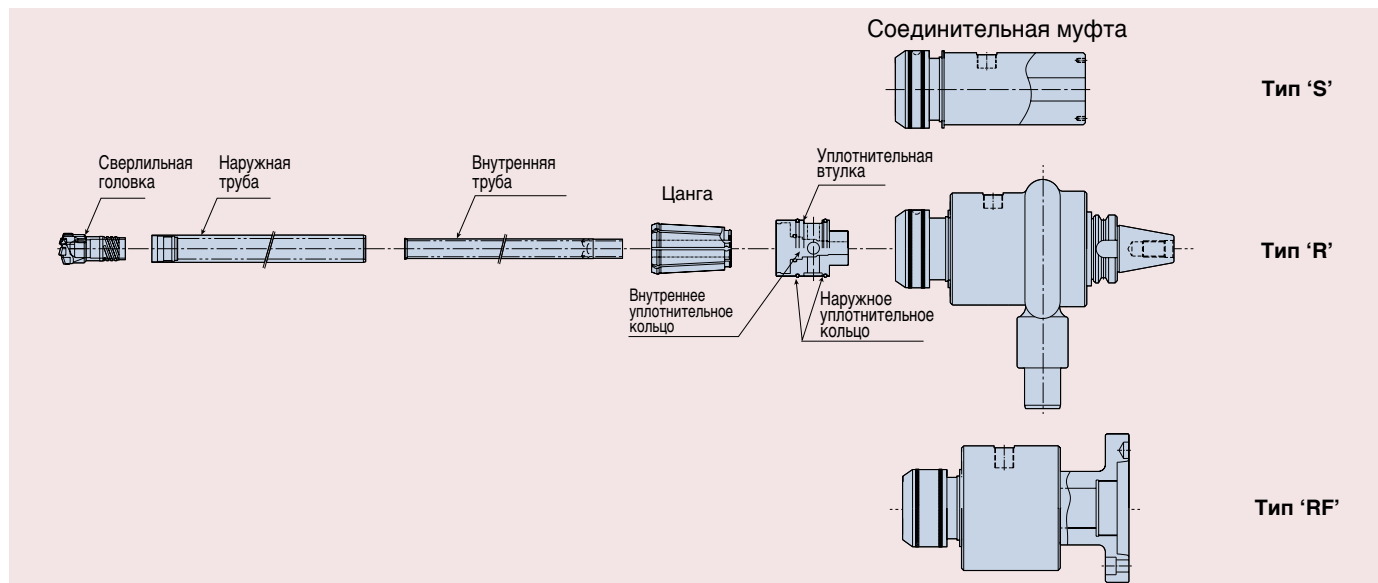 Соединительная муфта
Тип ‘S’
Сверлильная
головка
Наружная
труба
Внутренняя
труба
Цанга
Уплотнительная
втулка
Тип ‘R’
Внутреннее
уплотнительное
кольцо
Наружное
уплотнительное
кольцо
Тип ‘RF’